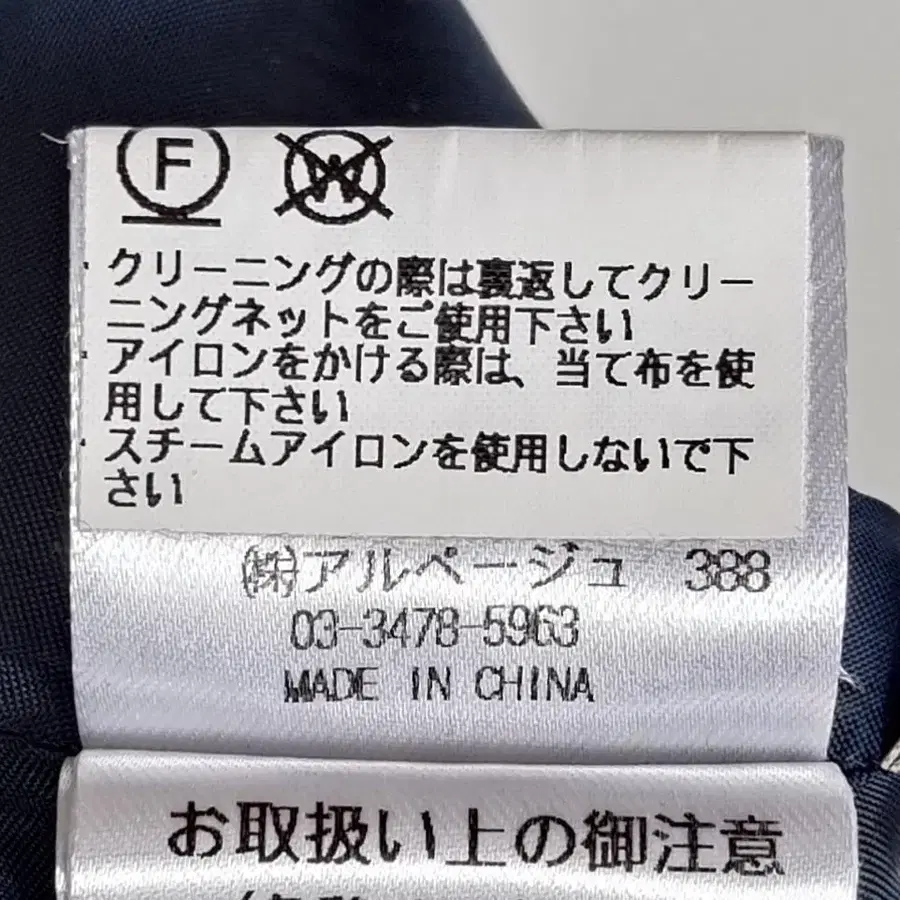 F W
・クリーニングの際は裏返してクリー
ニングネットをご使用下さい
・アイロンをかける際は、当て布を使
用して下さい
・スチームアイロンを使用しないで下
さい
㈱アルページュ 388
03-3478-5963
MADE IN CHINA
お取扱い上の御注意